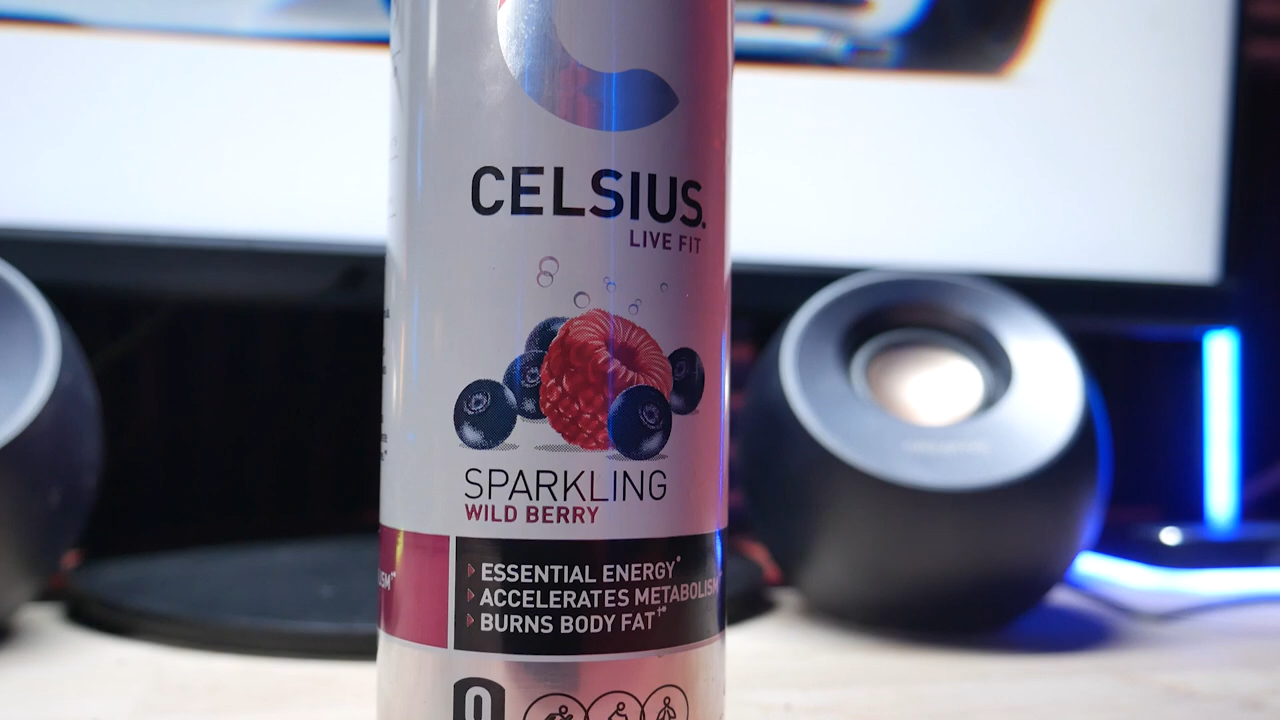 CELSIUS.
LIVE FIT
SPARKLING
WILD BERRY
ESSENTIAL ENERGY*
ACCELERATES METABOLISM
BURNS BODY FAT†*
0